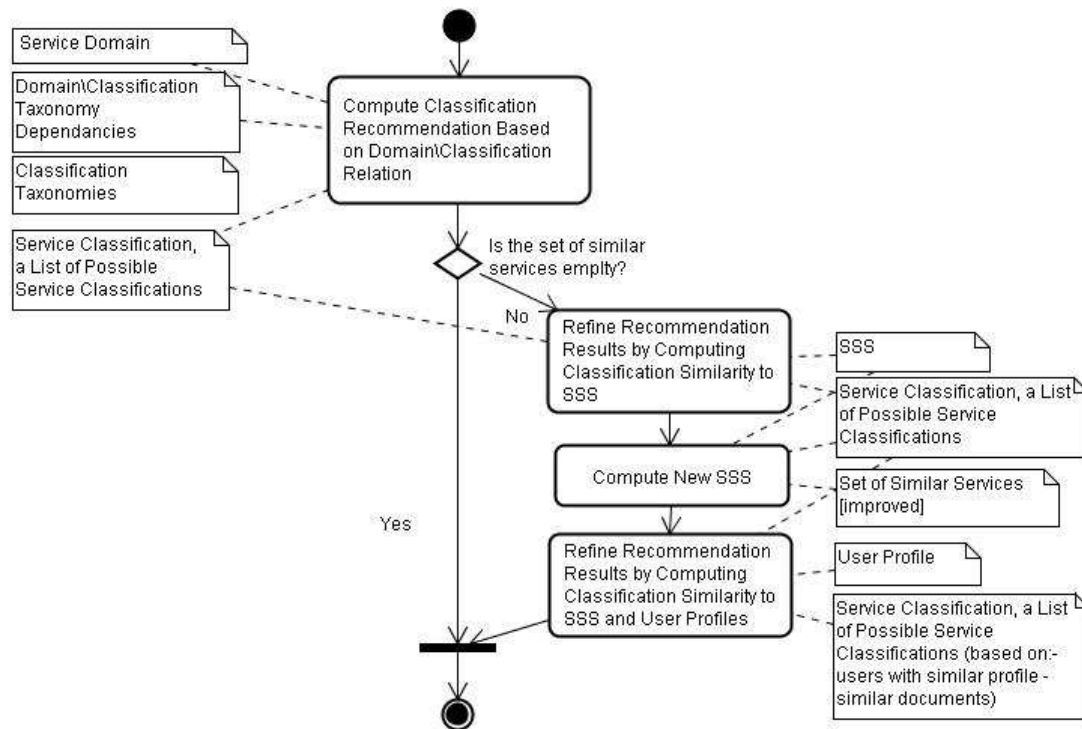 Service Domain
Domain\Classification
Taxonomy
Dependancies
Classification
Taxonomies
Service Classification,
a List of Possible
Service Classifications
Compute Classification
Recommendation Based
on Domain\Classification
Relation
Is the set of similar
services emplty?
No
Yes
Refine Recommendation
Results by Computing
Classification Similarity to
SSS
Compute New SSS
Refine Recommendation
Results by Computing
Classification Similarity to
SSS and User Profiles
SSS
Service Classification, a List
of Possible Service
Classifications
Set of Similar Services
[improved]
User Profile
Service Classification, a List
of Possible Service
Classifications (based on:-
users with similar profile -
similar documents)